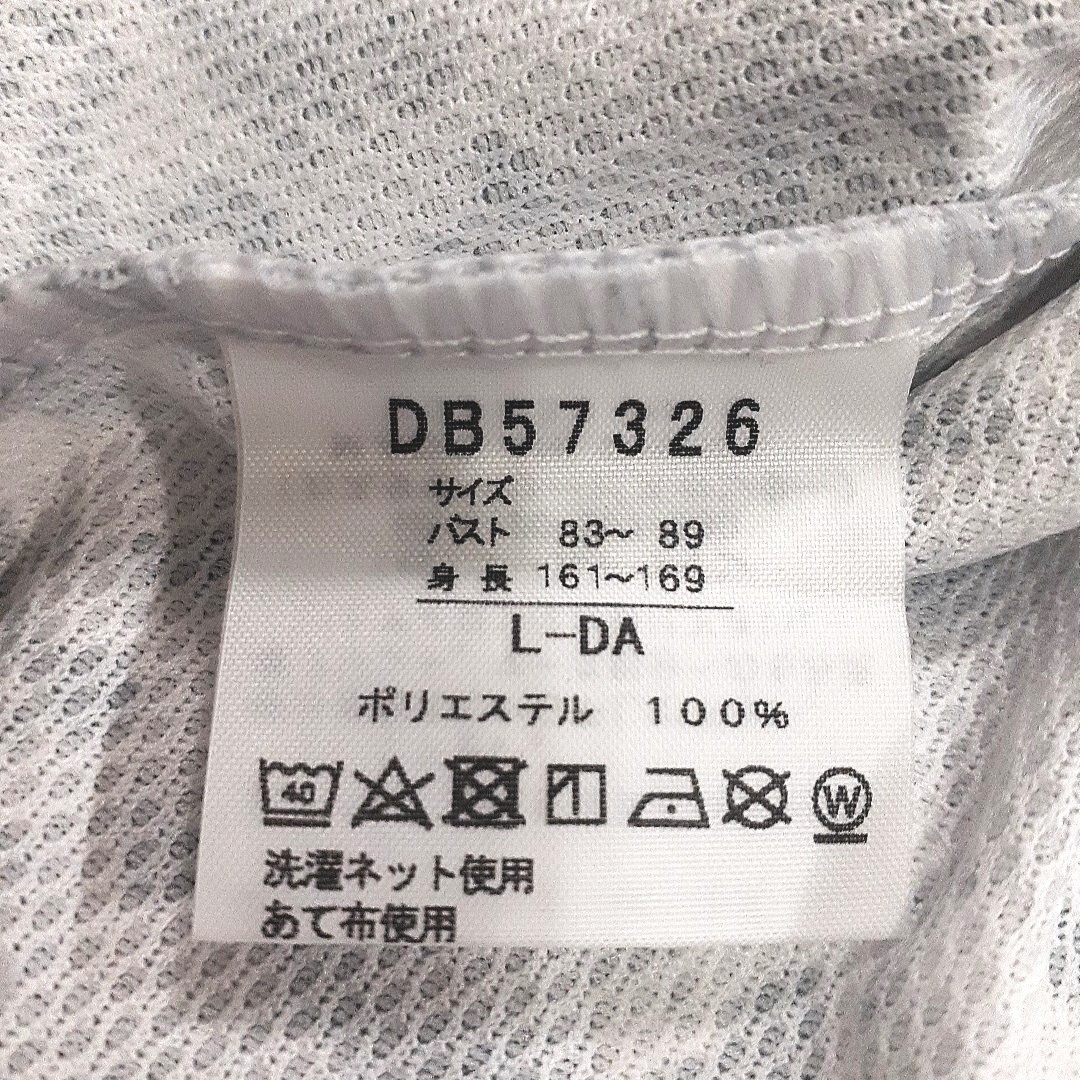 DB57326
サイズ
バスト 83〜 89
身長 161〜169
L-DA
ポリエステル 100%
40 W
洗濯ネット使用
あて布使用